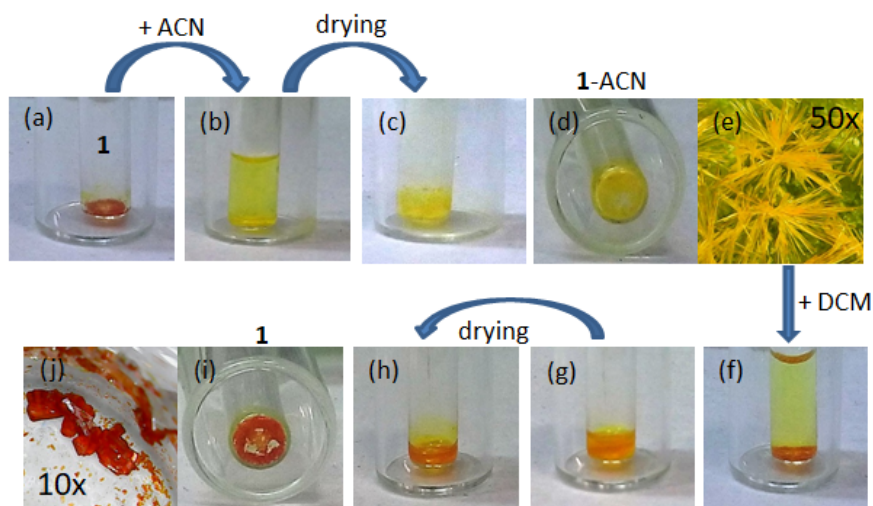 + ACN
drying
1-ACN
(a)
1
(b)
(c)
(d)
(e)
50x
+ DCM
drying
1
(j)
10x
(i)
(h)
(g)
(f)